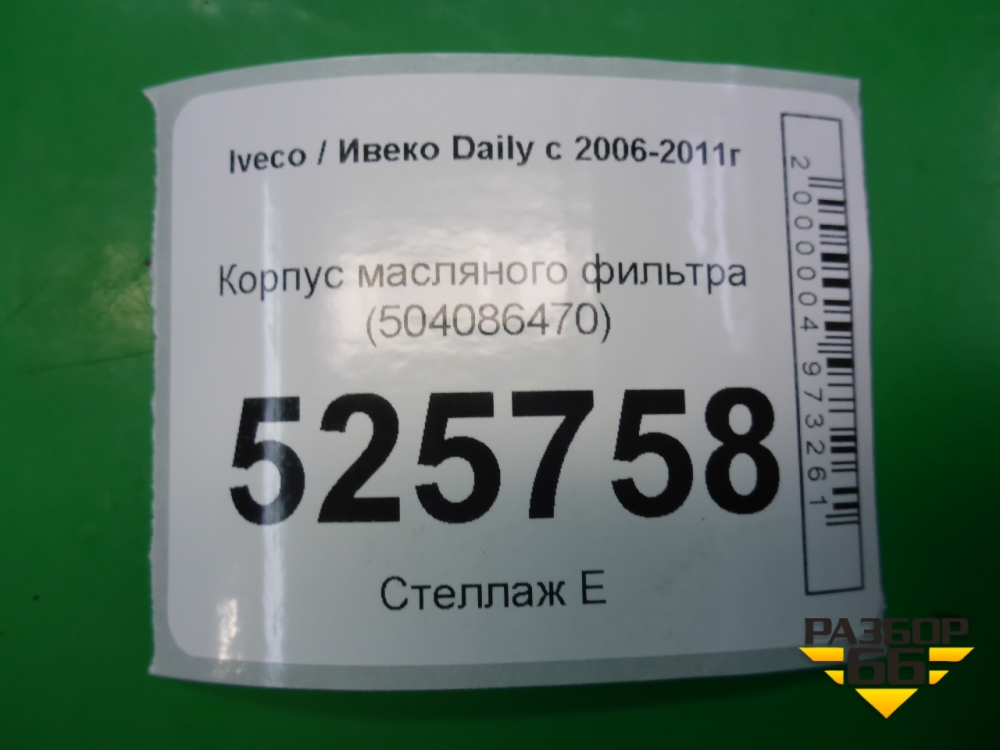 Iveco / Ивеко Daily с 2006-2011г
Корпус масляного фильтра
(504086470)
525758
Стеллаж Е
2000004973261
РАЗБОР
66